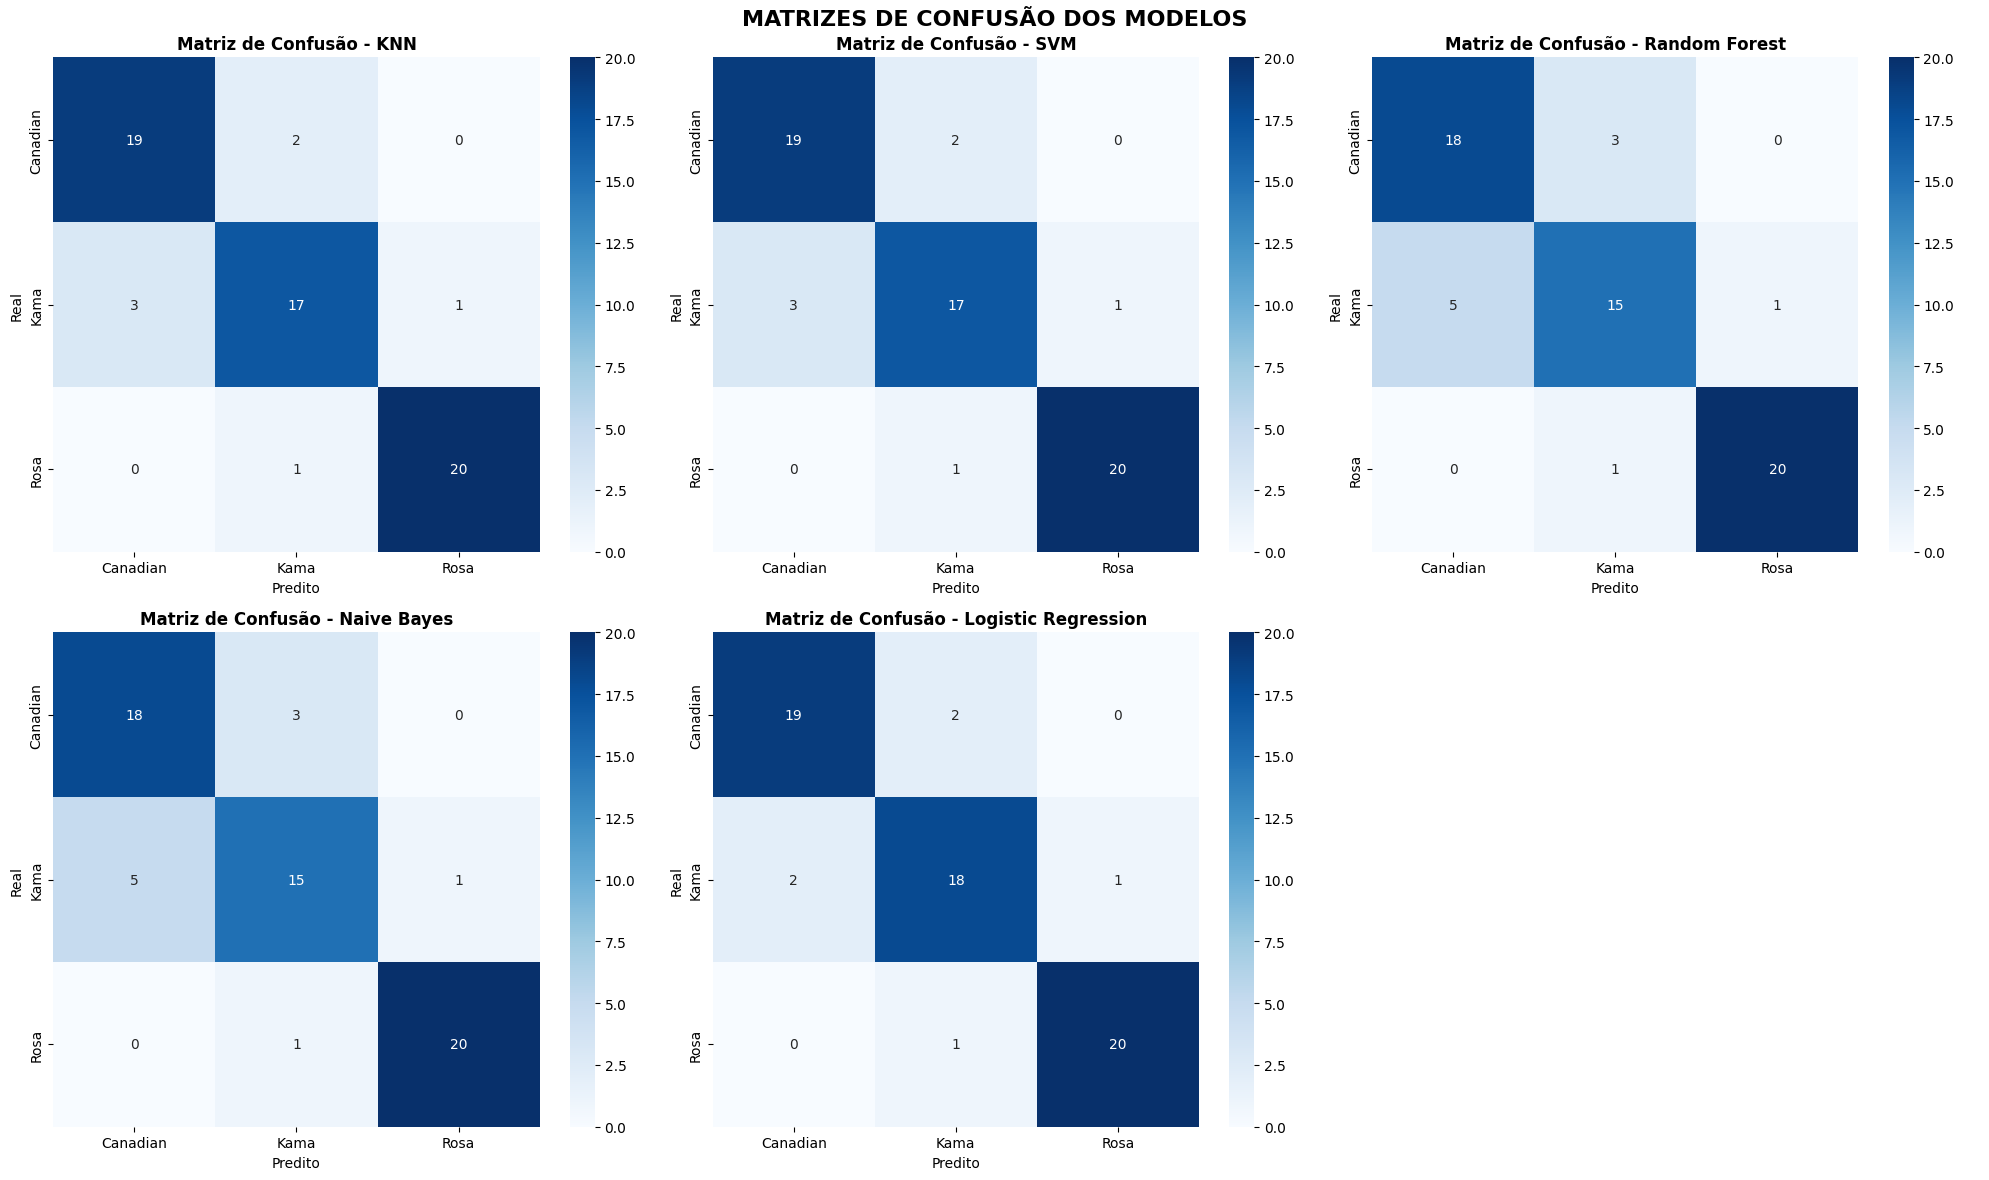 MATRIZES DE CONFUSÃO DOS MODELOS
Matriz de Confusão - KNN
Real
Canadian
19 2 0
Kama
3 17 1
Rosa
0 1 20
Canadian Kama Rosa
Predito
20.0
17.5
15.0
12.5
10.0
7.5
5.0
2.5
0.0
Matriz de Confusão - SVM
Real
Canadian
19 2 0
Kama
3 17 1
Rosa
0 1 20
Canadian Kama Rosa
Predito
20.0
17.5
15.0
12.5
10.0
7.5
5.0
2.5
0.0
Matriz de Confusão - Random Forest
Real
Canadian
18 3 0
Kama
5 15 1
Rosa
0 1 20
Canadian Kama Rosa
Predito
20.0
17.5
15.0
12.5
10.0
7.5
5.0
2.5
0.0
Matriz de Confusão - Naive Bayes
Real
Canadian
18 3 0
Kama
5 15 1
Rosa
0 1 20
Canadian Kama Rosa
Predito
20.0
17.5
15.0
12.5
10.0
7.5
5.0
2.5
0.0
Matriz de Confusão - Logistic Regression
Real
Canadian
19 2 0
Kama
2 18 1
Rosa
0 1 20
Canadian Kama Rosa
Predito
20.0
17.5
15.0
12.5
10.0
7.5
5.0
2.5
0.0